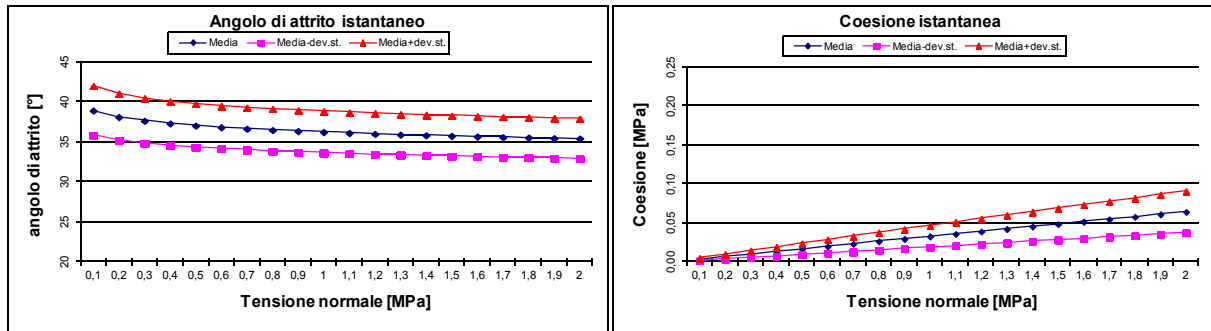 Angolo di attrito istantaneo
Media Media-dev.st. Media+dev.st.
angolo di attrito [°]
45
40
35
30
25
20
0,1 0,2 0,3 0,4 0,5 0,6 0,7 0,8 0,9 1 1,1 1,2 1,3 1,4 1,5 1,6 1,7 1,8 1,9 2
Tensione normale [MPa]
Coesione istantanea
Media Media-dev.st. Media+dev.st.
Coesione [MPa]
0,25
0,20
0,15
0,10
0,05
0,00
0,1 0,2 0,3 0,4 0,5 0,6 0,7 0,8 0,9 1 1,1 1,2 1,3 1,4 1,5 1,6 1,7 1,8 1,9 2
Tensione normale [MPa]